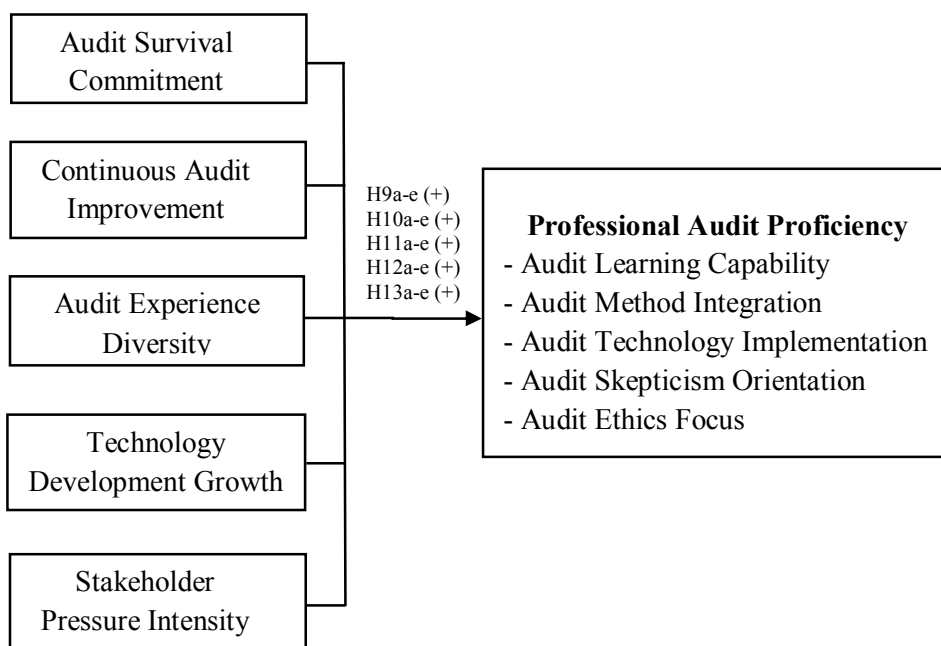 Audit Survival
Commitment
Continuous Audit
Improvement
Audit Experience
Diversity
Technology
Development Growth
Stakeholder
Pressure Intensity
H9a-e (+)
H10a-e (+)
H11a-e (+)
H12a-e (+)
H13a-e (+)
Professional Audit Proficiency
- Audit Learning Capability
- Audit Method Integration
- Audit Technology Implementation
- Audit Skepticism Orientation
- Audit Ethics Focus